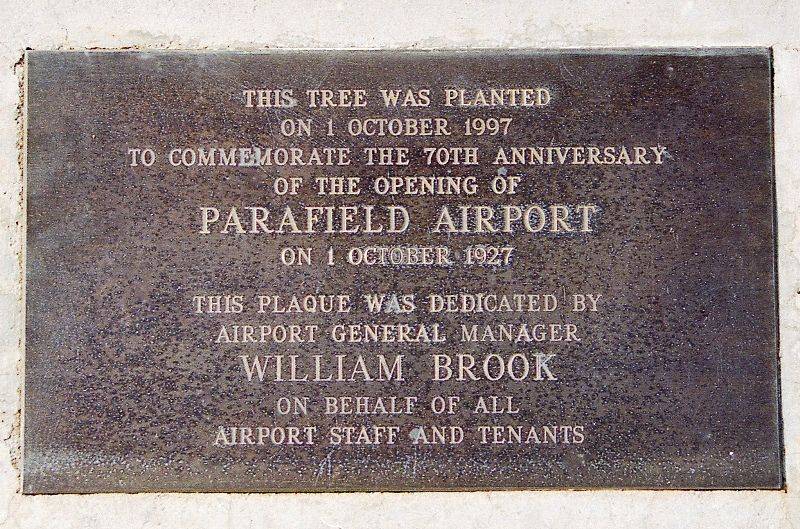 THIS TREE WAS PLANTED
ON 1 OCTOBER 1997
TO COMMEMORATE THE 70TH ANNIVERSARY
OF THE OPENING OF
PARAFIELD AIRPORT
ON 1 OCTOBER 1927
THIS PLAQUE WAS DEDICATED BY
AIRPORT GENERAL MANAGER
WILLIAM BROOK
ON BEHALF OF ALL
AIRPORT STAFF AND TENANTS